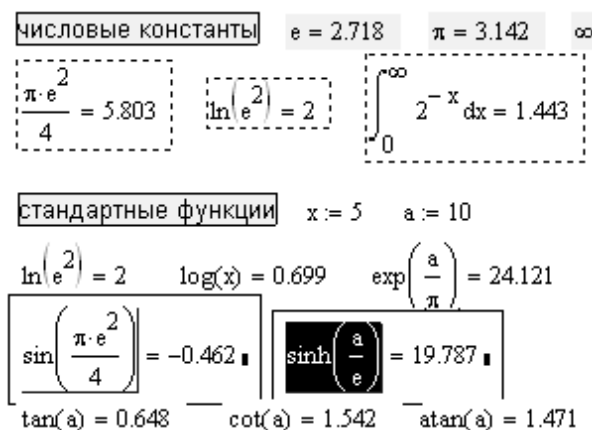 числовые константы e = 2.718 π = 3.142 ∞
π·e²/4 = 5.803 ln(e²) = 2 ∫₀^∞ 2^(-x) dx = 1.443
стандартные функции x := 5 a := 10
ln(e²) = 2 log(x) = 0.699 exp(a/π) = 24.121
sin(π·e²/4) = -0.462 sinh(a/e) = 19.787
tan(a) = 0.648 cot(a) = 1.542 atan(a) = 1.471